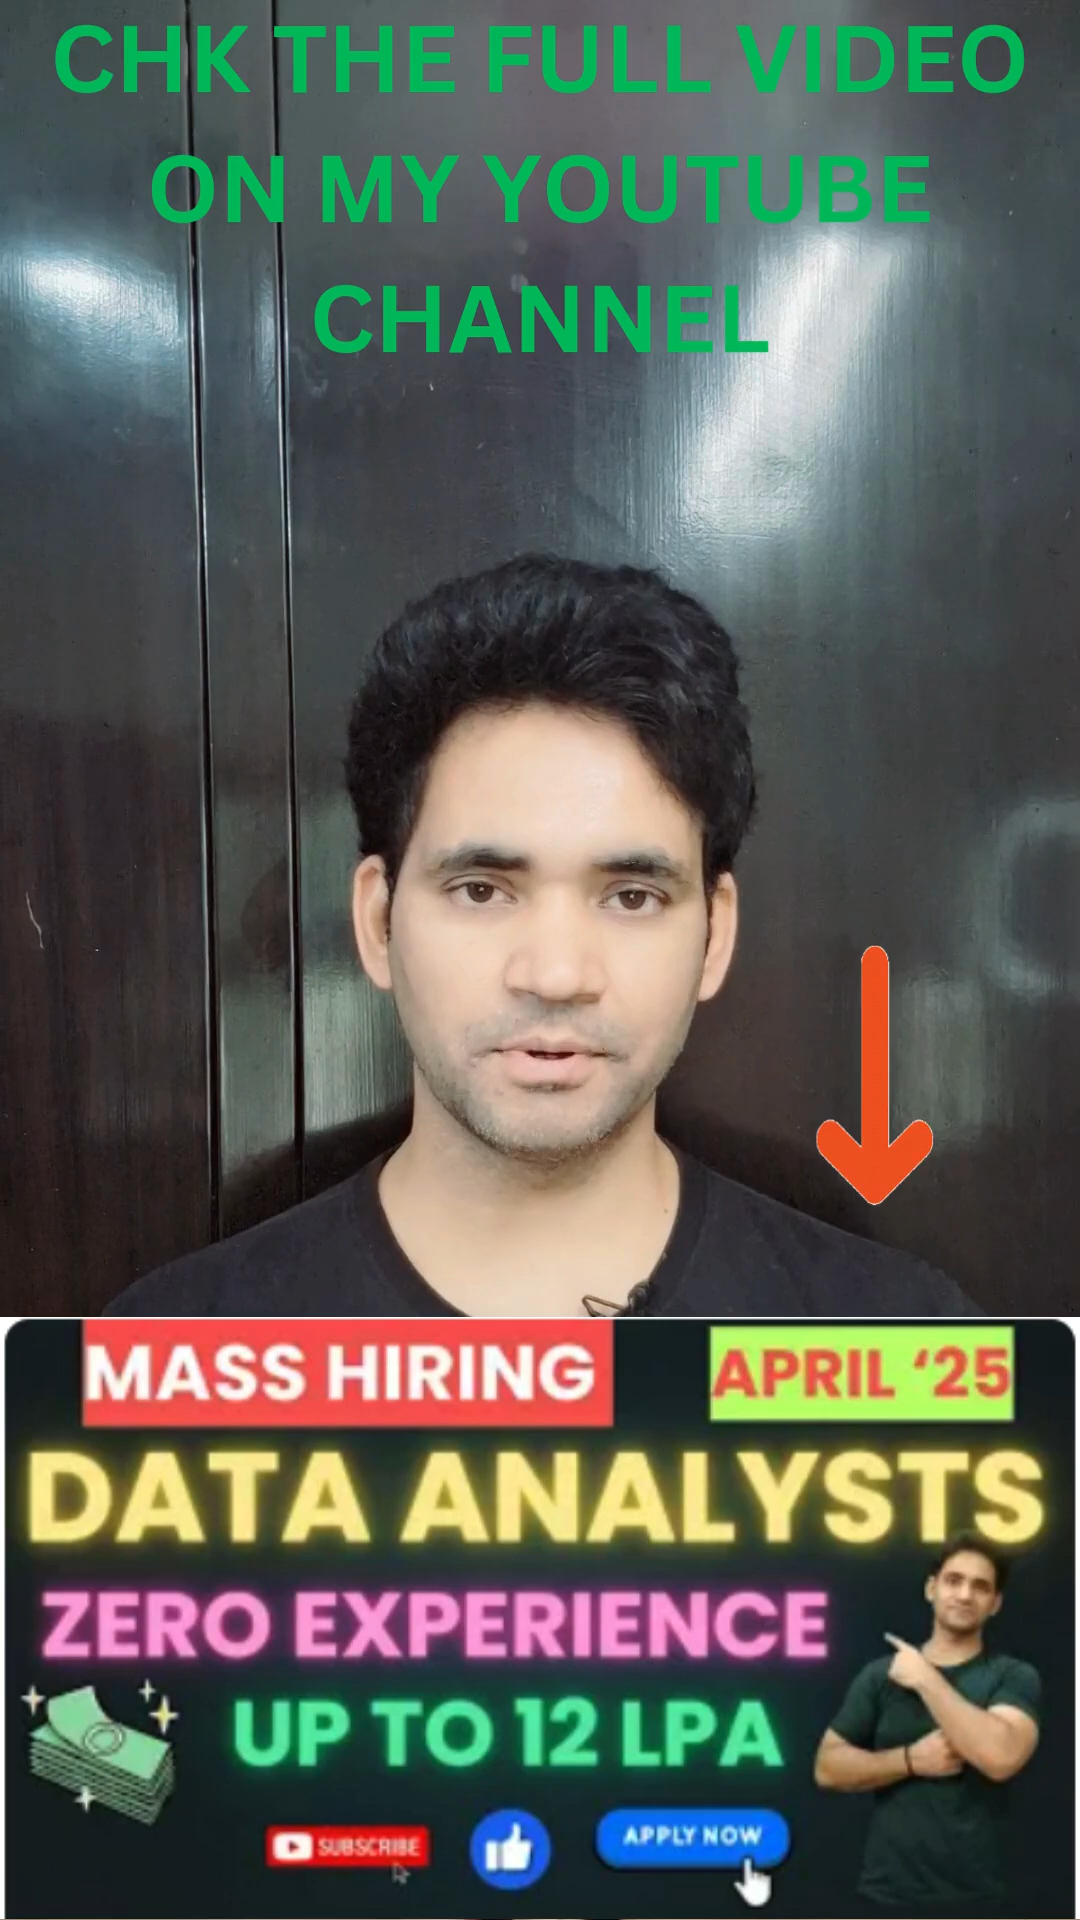 CHK THE FULL VIDEO
ON MY YOUTUBE
CHANNEL
MASS HIRING
APRIL ‘25
DATA ANALYSTS
ZERO EXPERIENCE
UP TO 12 LPA
SUBSCRIBE
APPLY NOW